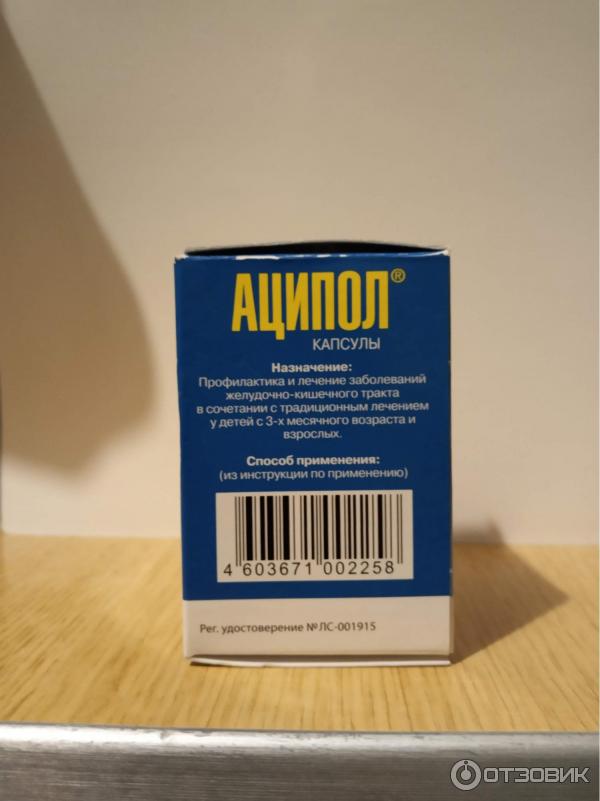 АЦИПОЛ®
КАПСУЛЫ
Назначение:
Профилактика и лечение заболеваний
желудочно-кишечного тракта
в сочетании с традиционным лечением
у детей с 3-х месячного возраста и
взрослых.
Способ применения:
(из инструкции по применению)
4 603671 002258
Рег. удостоверение №ЛС-001915
ОТЗОВИК